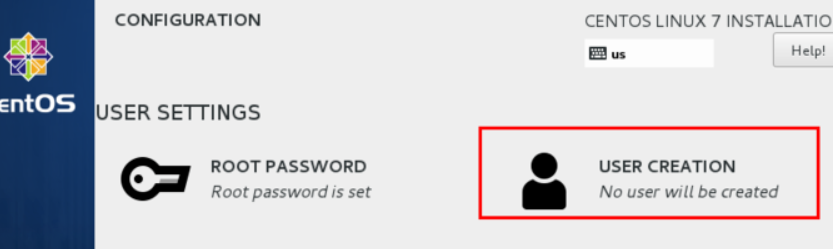 CONFIGURATION
CENTOS LINUX 7 INSTALLATIO
us
Help!
entOS
USER SETTINGS
ROOT PASSWORD
Root password is set
USER CREATION
No user will be created